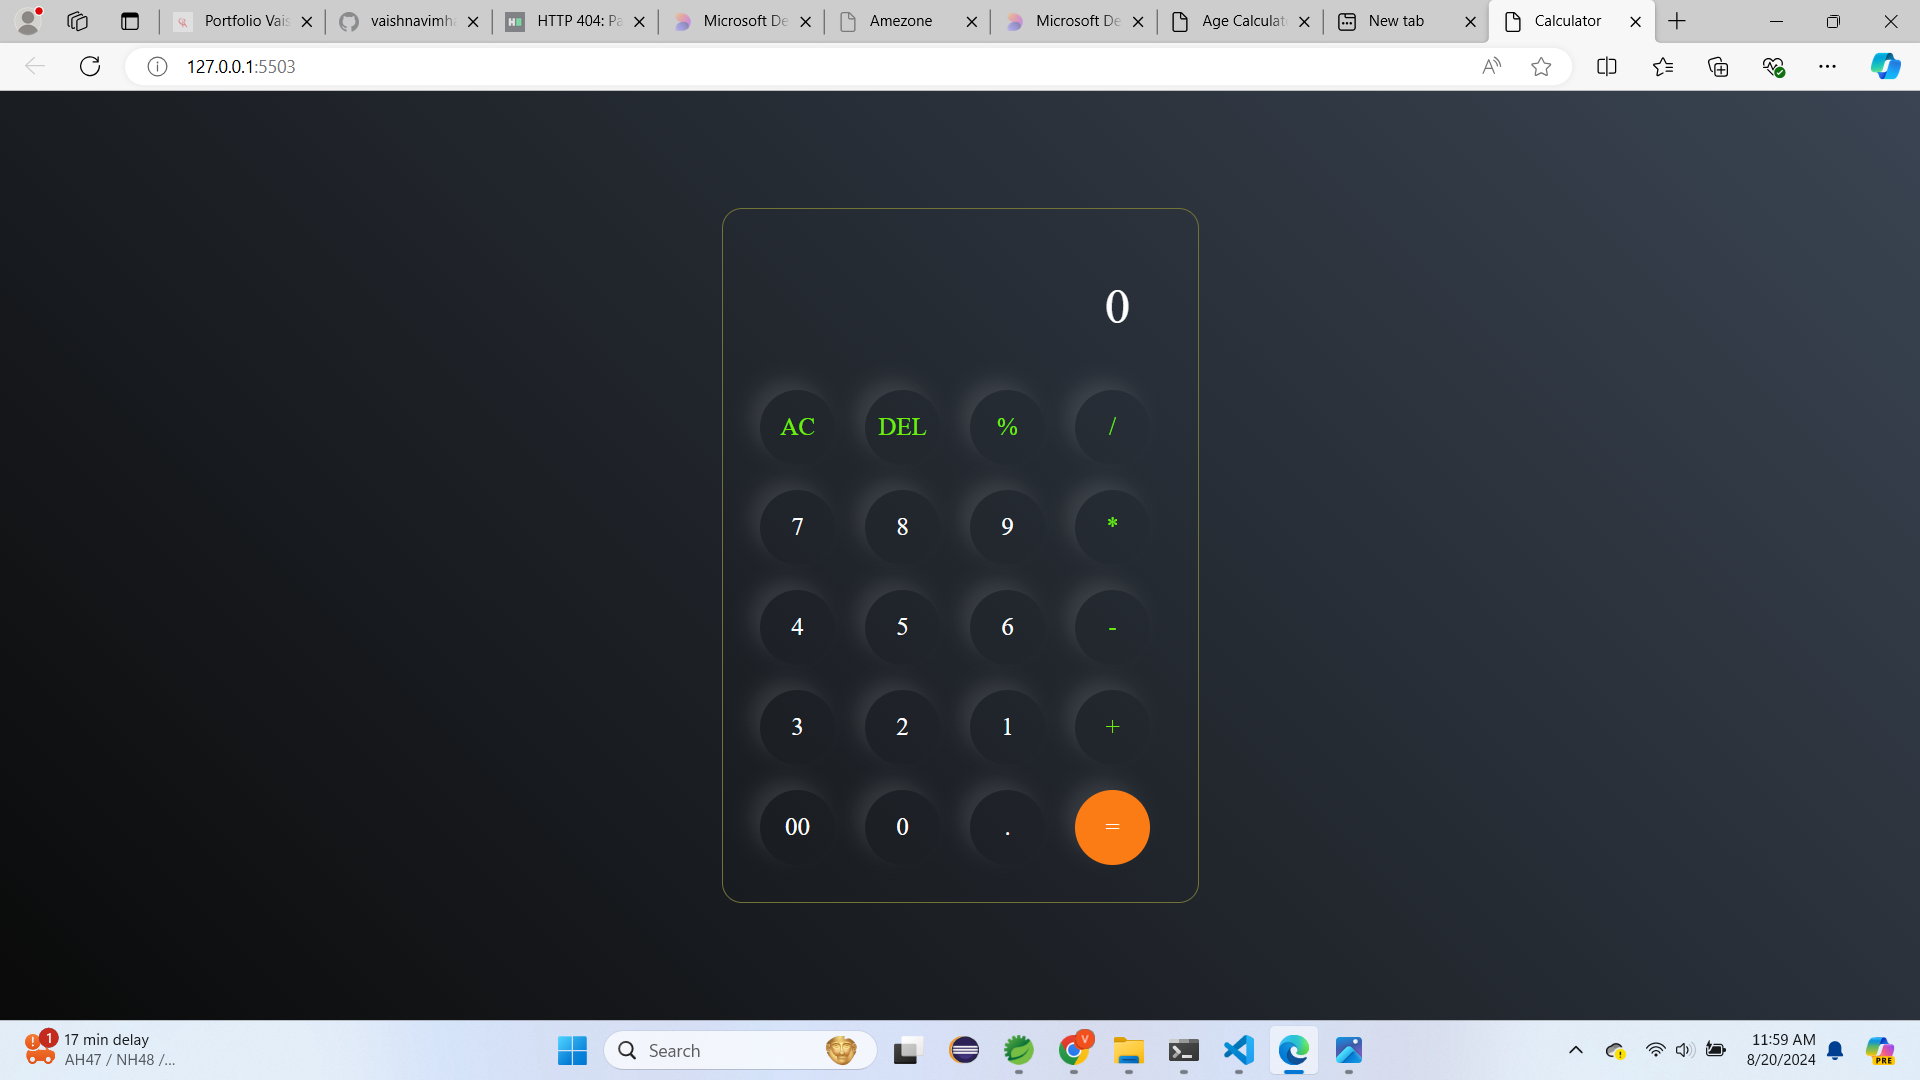 Portfolio Vais
vaishnavimha
HTTP 404: Pa
Microsoft De
Amezone
Microsoft De
Age Calculat
New tab
Calculator
127.0.0.1:5503
0
AC DEL % /
7 8 9 *
4 5 6 -
3 2 1 +
00 0 . =
1
17 min delay
AH47 / NH48 /...
Search
V
11:59 AM
8/20/2024
PRE